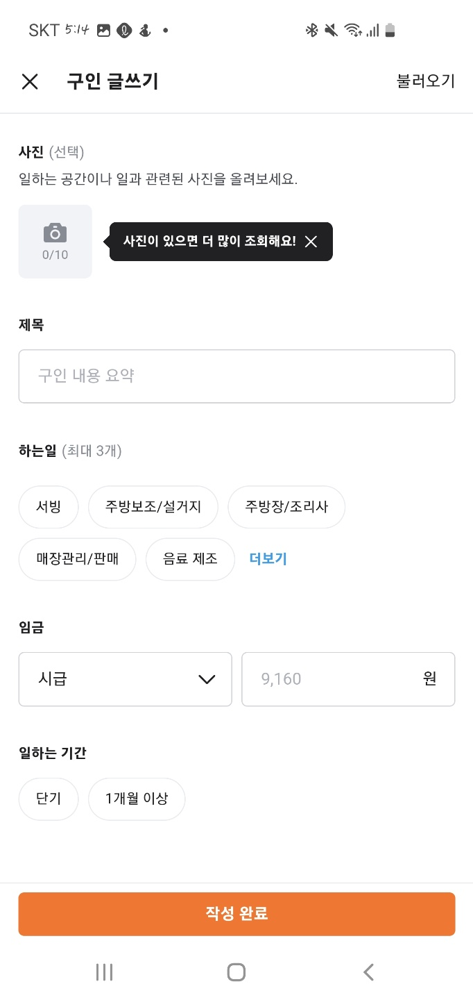 SKT 5:14
구인 글쓰기 불러오기
사진 (선택)
일하는 공간이나 일과 관련된 사진을 올려보세요.
사진이 있으면 더 많이 조회해요!
0/10
제목
구인 내용 요약
하는일 (최대 3개)
서빙 주방보조/설거지 주방장/조리사
매장관리/판매 음료 제조 더보기
임금
시급 9,160 원
일하는 기간
단기 1개월 이상
작성 완료